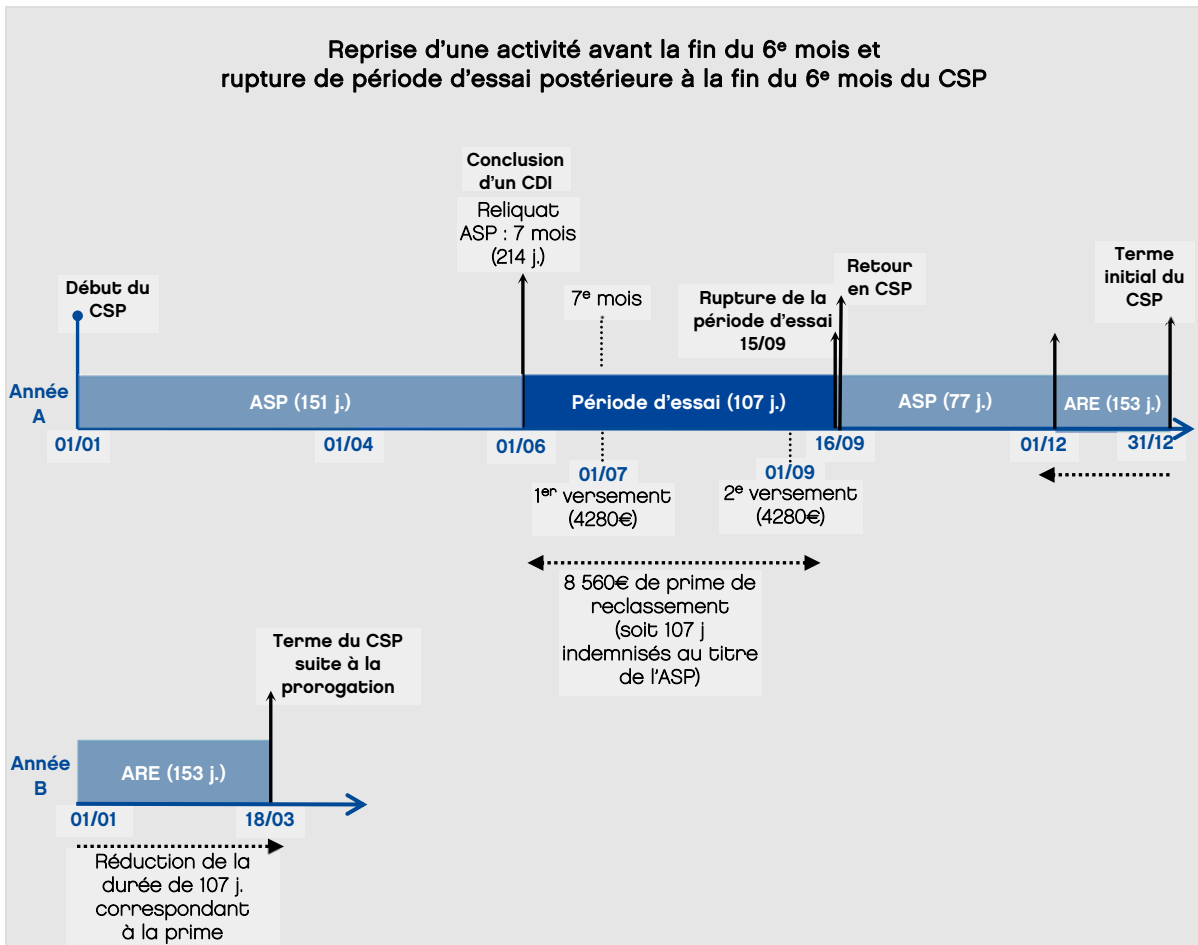 Reprise d'une activité avant la fin du 6e mois et
rupture de période d'essai postérieure à la fin du 6e mois du CSP
Conclusion
d'un CDI
Reliquat
ASP : 7 mois
(214 j.)
Début du
CSP
7e mois
Rupture de la
période d'essai
15/09
Retour
en CSP
Terme
initial du
CSP
Année
A
ASP (151 j.)
Période d'essai (107 j.)
ASP (77 j.)
ARE (153 j.)
01/01
01/04
01/06
16/09
01/12
31/12
01/07
1er versement
(4280€)
01/09
2e versement
(4280€)
8 560€ de prime de
reclassement
(soit 107 j
indemnisés au titre
de l'ASP)
Terme du CSP
suite à la
prorogation
Année
B
ARE (153 j.)
01/01
18/03
Réduction de la
durée de 107 j.
correspondant
à la prime